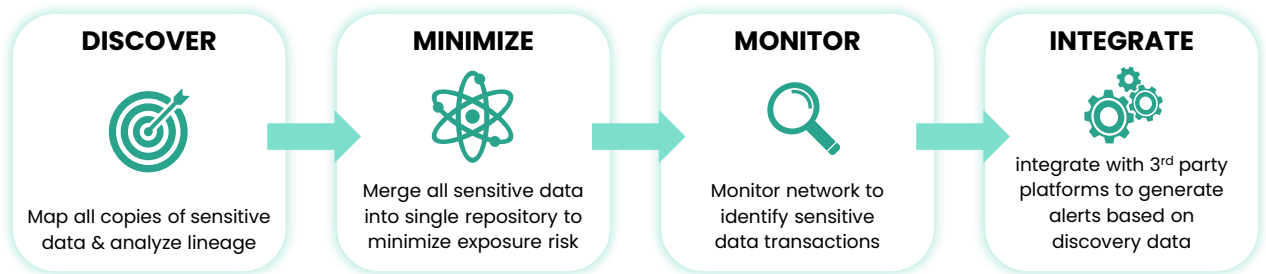 DISCOVER
Map all copies of sensitive
data & analyze lineage
MINIMIZE
Merge all sensitive data
into single repository to
minimize exposure risk
MONITOR
Monitor network to
identify sensitive
data transactions
INTEGRATE
integrate with 3rd party
platforms to generate
alerts based on
discovery data